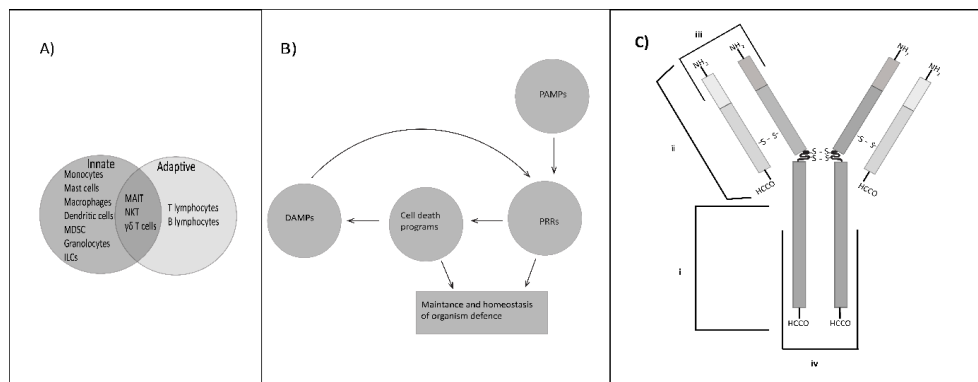 A)
Innate
Monocytes
Mast cells
Macrophages
Dendritic cells
MDSC
Granolocytes
ILCs
MAIT
NKT
γδ T cells
Adaptive
T lymphocytes
B lymphocytes
B)
PAMPs
DAMPs
Cell death
programs
PRRs
Maintance and homeostasis
of organism defence
C)
iii
NH2
NH2
NH2
NH2
ii
-S - S-
-S - S-
S - S
S - S
HCCO
HCCO
i
HCCO
HCCO
iv